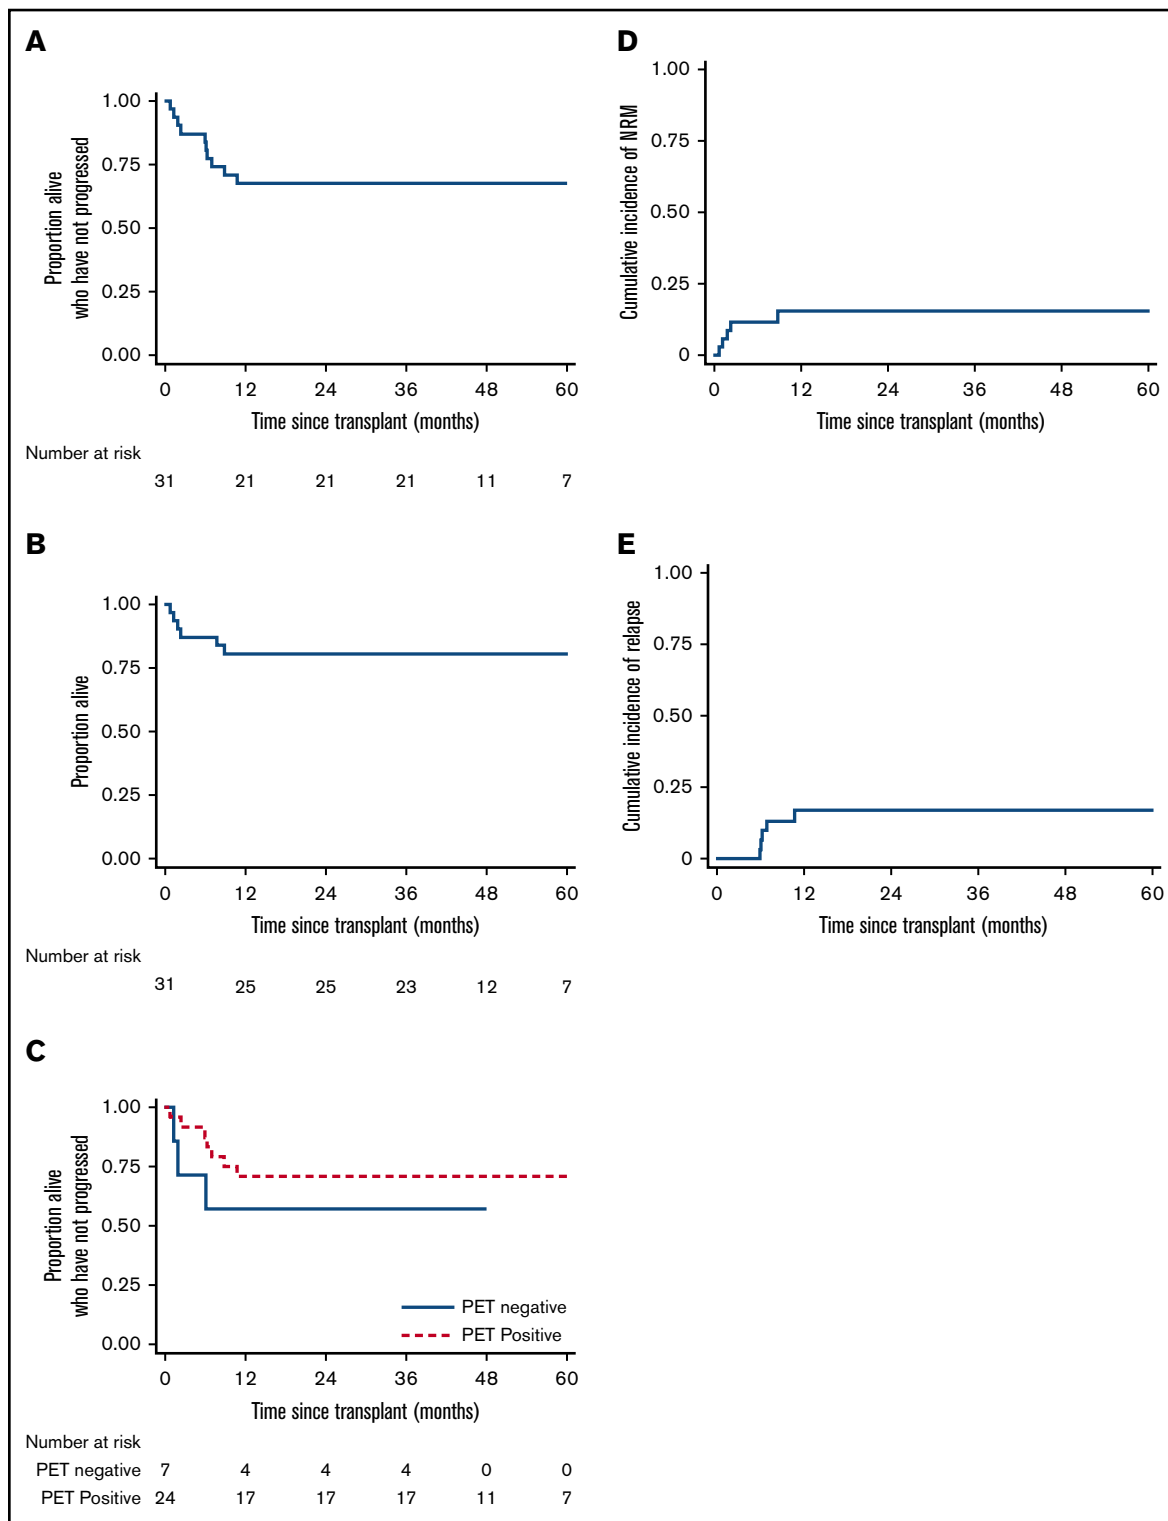 A
Proportion alive
who have not progressed
1.00
0.75
0.50
0.25
0.00
0 12 24 36 48 60
Time since transplant (months)
Number at risk
31 21 21 21 11 7
B
Proportion alive
1.00
0.75
0.50
0.25
0.00
0 12 24 36 48 60
Time since transplant (months)
Number at risk
31 25 25 23 12 7
C
Proportion alive
who have not progressed
1.00
0.75
0.50
0.25
0.00
PET negative
PET Positive
0 12 24 36 48 60
Time since transplant (months)
Number at risk
PET negative 7 4 4 4 0 0
PET Positive 24 17 17 17 11 7
D
Cumulative incidence of NRM
1.00
0.75
0.50
0.25
0
0 12 24 36 48 60
Time since transplant (months)
E
Cumulative incidence of relapse
1.00
0.75
0.50
0.25
0
0 12 24 36 48 60
Time since transplant (months)